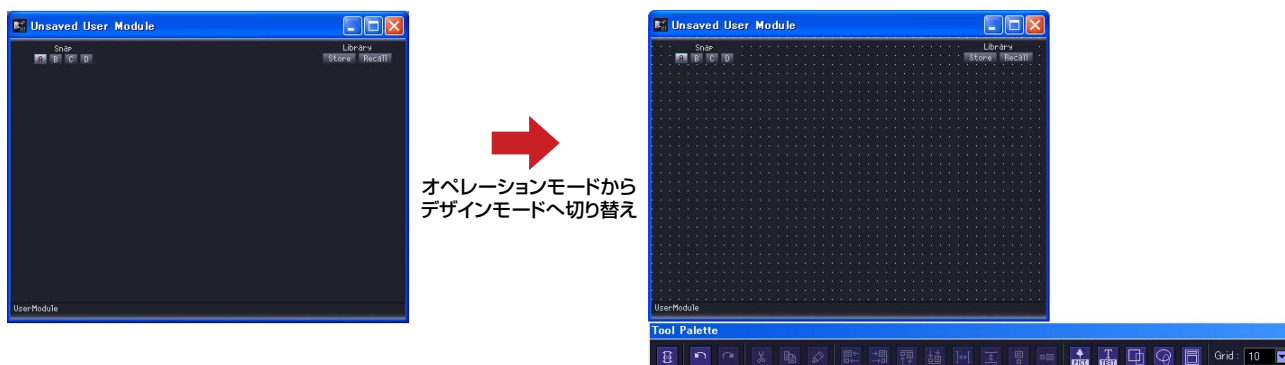 Unsaved User Module
Snap
A B C D
Library
Store Recall
UserModule
オペレーションモードから
デザインモードへ切り替え
Unsaved User Module
Snap
A B C D
Library
Store Recall
UserModule
Tool Palette
PICT TEXT Grid : 10